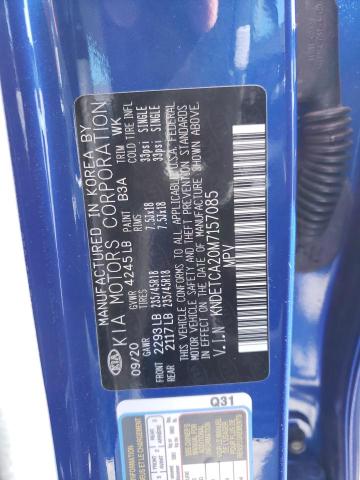 MANUFACTURED IN KOREA BY
KIA MOTORS CORPORATION
KIA
09/20 GVWR 4245LB PAINT B3A TRIM WK
GAWR RIMS COLD TIRE INFL
FRONT 2293LB 235/45R18 7.5Jx18 33psi SINGLE
REAR 2117LB 235/45R18 7.5Jx18 33psi SINGLE
THIS VEHICLE CONFORMS TO ALL APPLICABLE U.S.A. FEDERAL
MOTOR VEHICLE SAFETY AND THEFT PREVENTION STANDARDS
IN EFFECT ON THE DATE OF MANUFACTURE SHOWN ABOVE.
V.I.N KNDETCA20M7157085
MPV
Q31